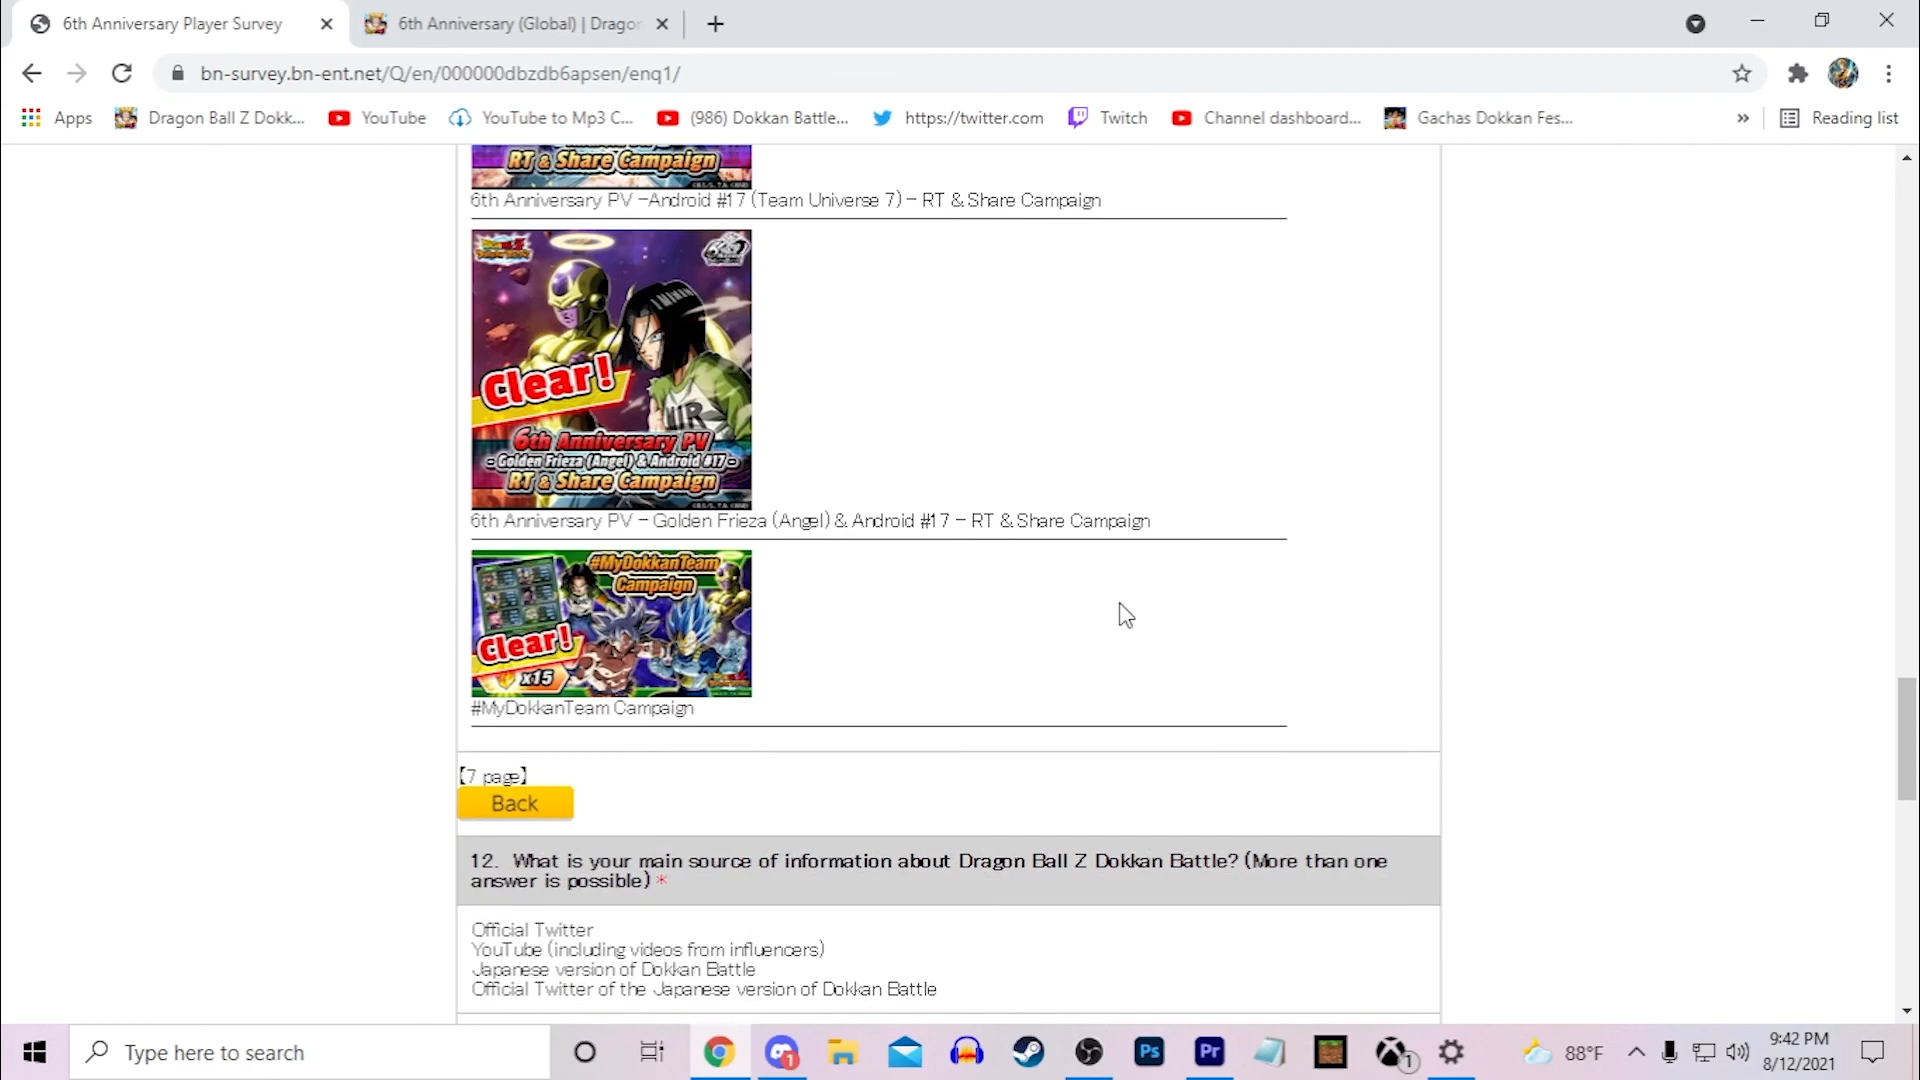 6th Anniversary Player Survey
6th Anniversary (Global) | Dragon
bn-survey.bn-ent.net/Q/en/000000dbzdb6apsen/enq1/
Apps
Dragon Ball Z Dokk...
YouTube
YouTube to Mp3 C...
(986) Dokkan Battle...
https://twitter.com
Twitch
Channel dashboard...
Gachas Dokkan Fes...
»
Reading list
RT & Share Campaign
6th Anniversary PV -Android #17 (Team Universe 7) - RT & Share Campaign
Clear!
6th Anniversary PV
- Golden Frieza (Angel) & Android #17 -
RT & Share Campaign
6th Anniversary PV - Golden Frieza (Angel) & Android #17 - RT & Share Campaign
#MyDokkanTeam
Campaign
Clear!
x15
#MyDokkanTeam Campaign
【7 page】
Back
12. What is your main source of information about Dragon Ball Z Dokkan Battle? (More than one
answer is possible) *
Official Twitter
YouTube (including videos from influencers)
Japanese version of Dokkan Battle
Official Twitter of the Japanese version of Dokkan Battle
Type here to search
1
Ps
Pr
1
88°F
9:42 PM
8/12/2021